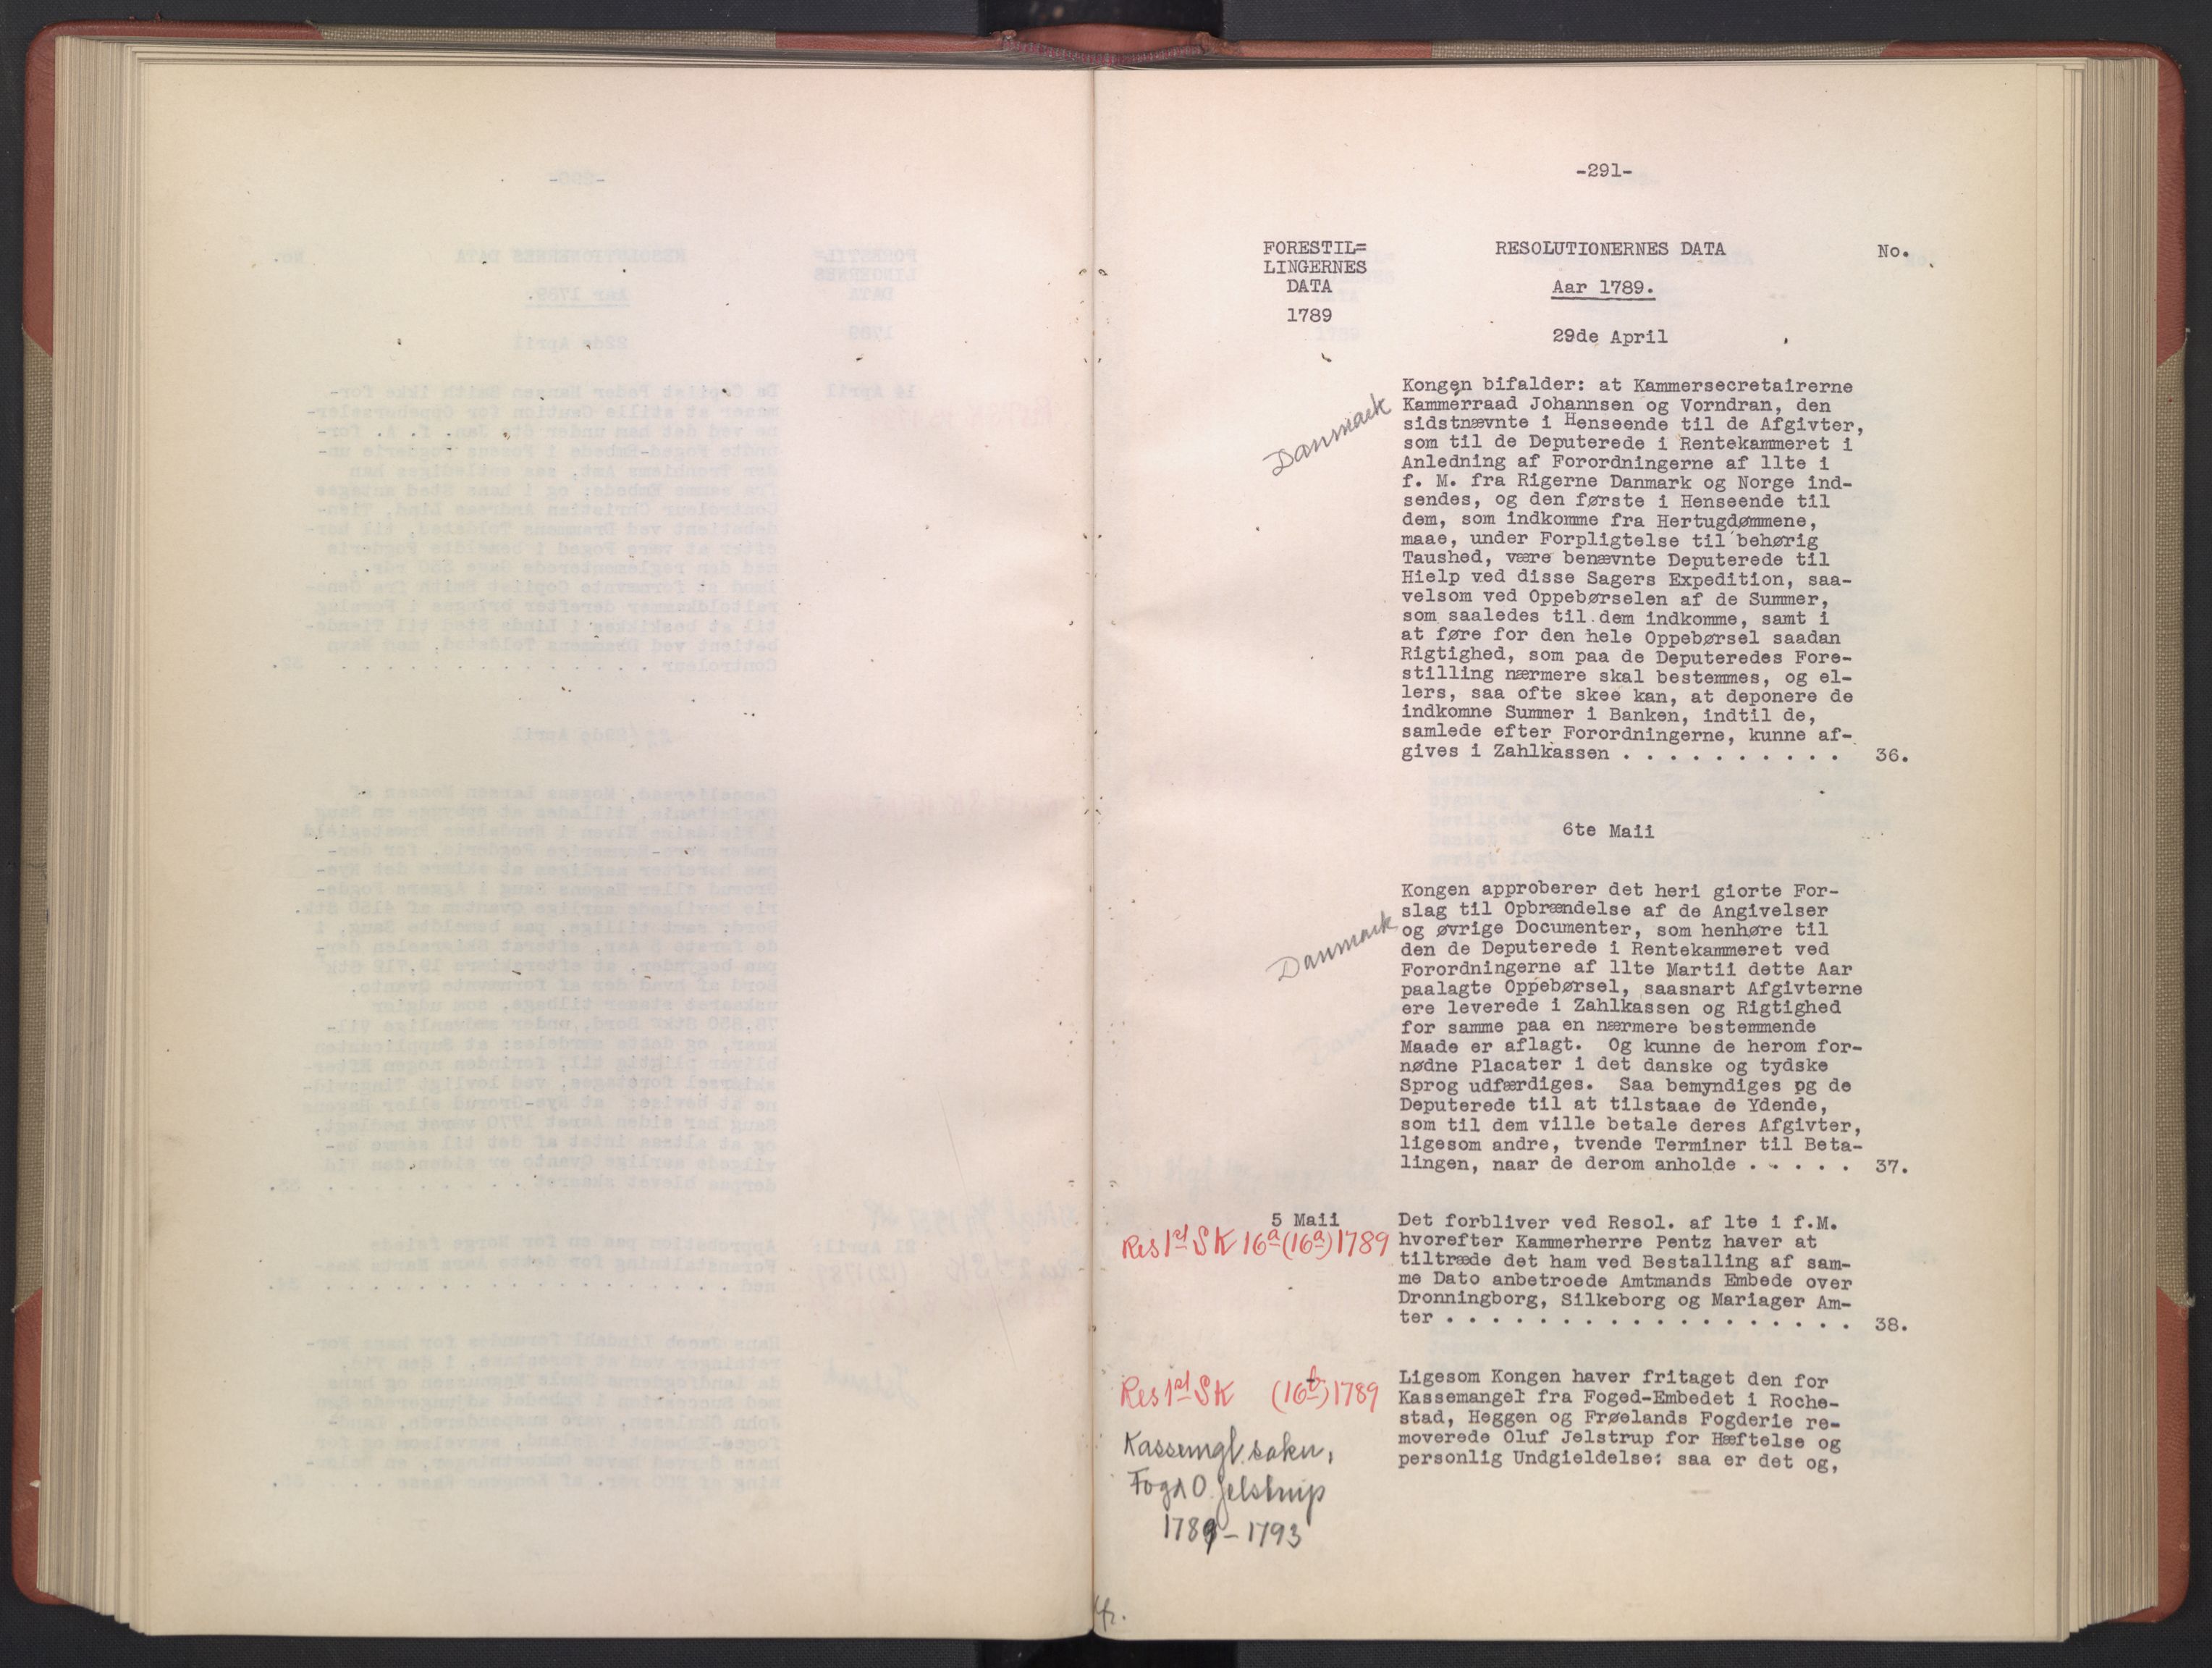 -291-
FORESTIL=
LINGERNES
DATA
1789
RESOLUTIONERNES DATA
No.
Aar 1789.
29de April
Danmark
Kongen bifalder: at Kammersecretairerne
Kammerraad Johannsen og Vorndran, den
sidstnævnte i Henseende til de Afgivter,
som til de Deputerede i Rentekammeret i
Anledning af Forordningerne af llte i
f. M. fra Rigerne Danmark og Norge ind-
sendes, og den første i Henseende til
dem, som indkomme fra Hertugdømmene,
maae, under Forpligtelse til behørig
Taushed, være benævnte Deputerede til
Hielp ved disse Sagers Expedition, saa-
velsom ved Oppebørselen af de Summer,
som saaledes til dem indkomme, samt i
at føre for den hele Oppebørsel saadan
Rigtighed, som paa de Deputeredes Fore-
stilling nærmere skal bestemmes, og el-
lers, saa ofte skee kan, at deponere de
indkomne Summer i Banken, indtil de,
samlede efter Forordningerne, kunne af-
gives i Zahlkassen . . . . . . . . . . 36.
6te Maii
Danmark
Kongen approberer det heri giorte For-
slag til Opbrændelse af de Angivelser
og øvrige Documenter, som henhøre til
den de Deputerede i Rentekammeret ved
Forordningerne af llte Martii dette Aar
paalagte Oppebørsel, saasnart Afgivterne
ere leverede i Zahlkassen og Rigtighed
for samme paa en nærmere bestemmende
Maade er aflagt. Og kunne de herom for-
nødne Placater i det danske og tydske
Sprog udfærdiges. Saa bemyndiges og de
Deputerede til at tilstaae de Ydende,
som til dem ville betale deres Afgivter,
ligesom andre, tvende Terminer til Beta-
lingen, naar de derom anholde . . . . . 37.
5 Maii
Res 1st SK 16a (16a) 1789
Det forbliver ved Resol. af lte i f.M.
hvorefter Kammerherre Pentz haver at
tiltræde det ham ved Bestalling af sam-
me Dato anbetroede Amtmands Embede over
Dronningborg, Silkeborg og Mariager Am-
ter . . . . . . . . . . . . . . . . . . 38.
Res 1st SK (16b) 1789
Kassemgl.saker,
Fogd O. Jelstrup
1789 - 1793
Ligesom Kongen haver fritaget den for
Kassemangel fra Foged-Embedet i Roche-
stad, Heggen og Frøelands Fogderie re-
moverede Oluf Jelstrup for Hæftelse og
personlig Undgieldelse: saa er det og,